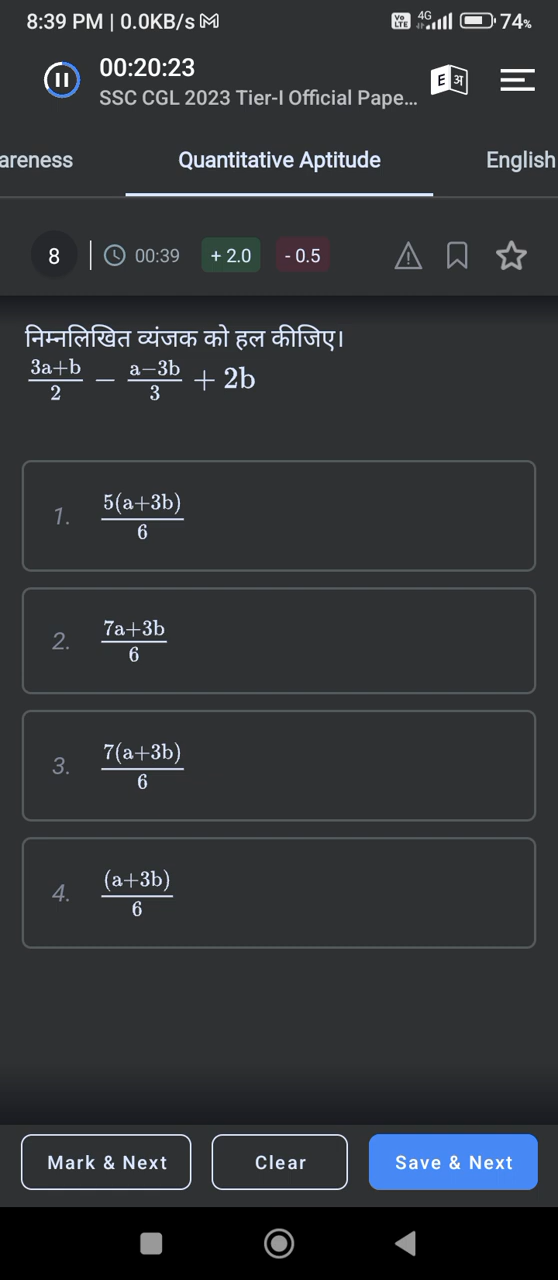 8:39 PM | 0.0KB/s M Vo LTE 4G 74%
00:20:23
SSC CGL 2023 Tier-I Official Pape...
E अ
areness Quantitative Aptitude English
8 | 00:39 + 2.0 - 0.5
निम्नलिखित व्यंजक को हल कीजिए।
(3a+b)/2 − (a−3b)/3 + 2b
1. 5(a+3b)/6
2. 7a+3b/6
3. 7(a+3b)/6
4. (a+3b)/6
Mark & Next Clear Save & Next